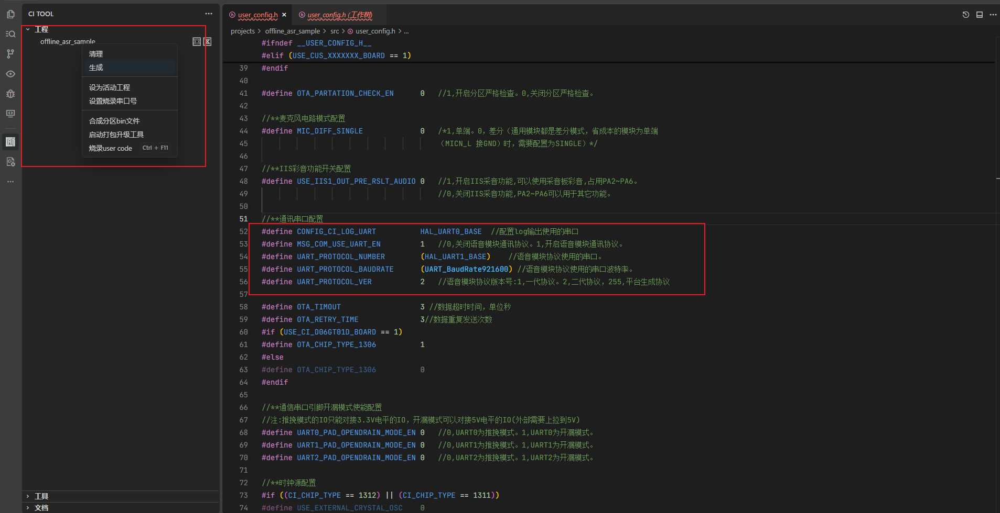 CI TOOL
工程
offline_asr_sample
清理
生成
设为活动工程
设置烧录串口号
合成分区bin文件
启动打包升级工具
烧录user code Ctrl + F11
工具
文档
user_config.h
user_config.h (工作树)
projects > offline_asr_sample > src > user_config.h > ...
#ifndef __USER_CONFIG_H__
#elif (USE_CUS_XXXXXXX_BOARD == 1)
39 #endif
40
41 #define OTA_PARTATION_CHECK_EN 0 //1,开启分区严格检查。0,关闭分区严格检查。
42
43 //**麦克风电路模式配置
44 #define MIC_DIFF_SINGLE 0 /*1,单端。0, 差分（通用模块都是差分模式，省成本的模块为单端
45 （MICN_L 接GND）时，需要配置为SINGLE）*/
46
47 //**IIS彩音功能开关配置
48 #define USE_IIS1_OUT_PRE_RSLT_AUDIO 0 //1,开启IIS采音功能,可以使用采音板彩音,占用PA2~PA6。
49 //0,关闭IIS采音功能,PA2~PA6可以用于其它功能。
50
51 //**通讯串口配置
52 #define CONFIG_CI_LOG_UART HAL_UART0_BASE //配置log输出使用的串口
53 #define MSG_COM_USE_UART_EN 1 //0,关闭语音模块通讯协议。1,开启语音模块通讯协议。
54 #define UART_PROTOCOL_NUMBER (HAL_UART1_BASE) //语音模块协议使用的串口。
55 #define UART_PROTOCOL_BAUDRATE (UART_BaudRate921600) //语音模块协议使用的串口波特率。
56 #define UART_PROTOCOL_VER 2 //语音模块协议版本号:1,一代协议。2,二代协议，255,平台生成协议
57
58 #define OTA_TIMOUT 3 //数据超时时间，单位秒
59 #define OTA_RETRY_TIME 3//数据重复发送次数
60 #if (USE_CI_D06GT01D_BOARD == 1)
61 #define OTA_CHIP_TYPE_1306 1
62 #else
63 #define OTA_CHIP_TYPE_1306 0
64 #endif
65
66 //**通信串口引脚开漏模式使能配置
67 //注:推挽模式的IO只能对接3.3V电平的IO，开漏模式可以对接5V电平的IO(外部需要上拉到5V)
68 #define UART0_PAD_OPENDRAIN_MODE_EN 0 //0,UART0为推挽模式。1,UART0为开漏模式。
69 #define UART1_PAD_OPENDRAIN_MODE_EN 0 //0,UART1为推挽模式。1,UART1为开漏模式。
70 #define UART2_PAD_OPENDRAIN_MODE_EN 0 //0,UART2为推挽模式。1,UART2为开漏模式。
71
72 //**时钟源配置
73 #if ((CI_CHIP_TYPE == 1312) || (CI_CHIP_TYPE == 1311))
74 #define USE_EXTERNAL_CRYSTAL_OSC 0